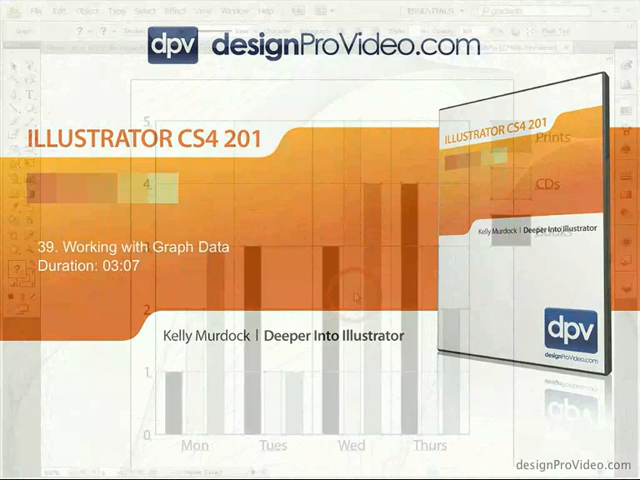 ESSENTIALS
dpv designProVideo.com
ILLUSTRATOR CS4 201
ILLUSTRATOR CS4 201
5
Prints
4
CDs
Kelly Murdock | Deeper Into Illustrator
Books
39. Working with Graph Data
Duration: 03:07
2
Kelly Murdock | Deeper Into Illustrator
dpv
designProVideo.com
1
0
Mon
Tues
Wed
Thurs
designProVideo.com